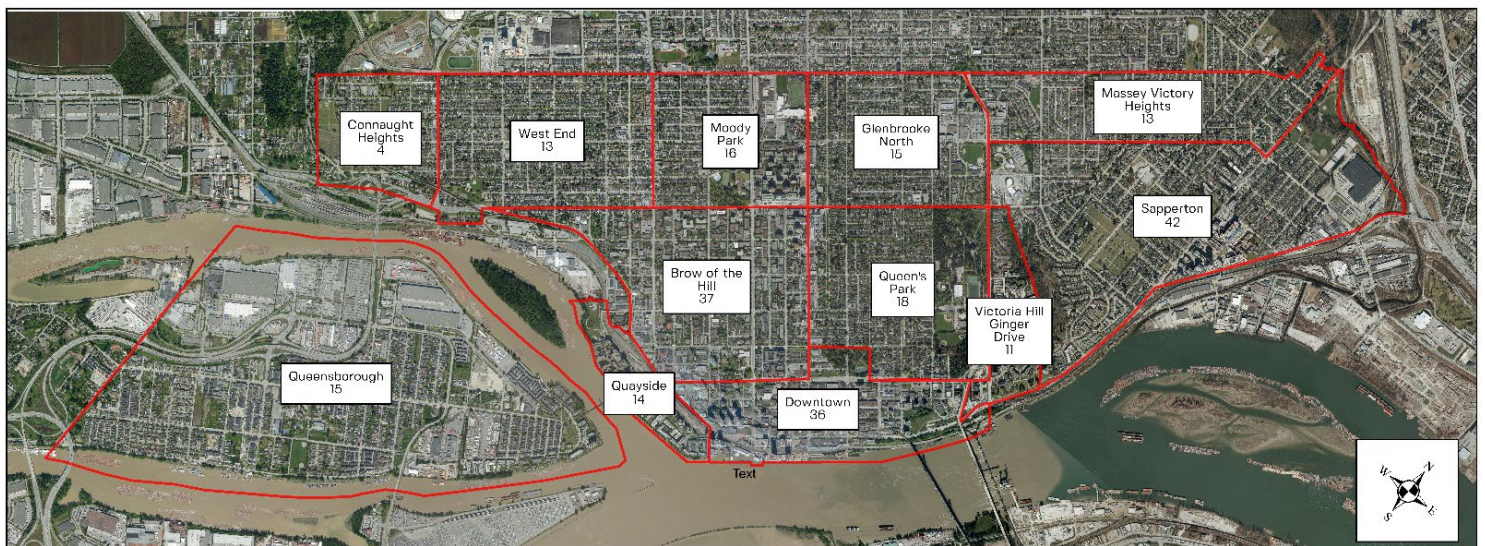 Connaught
Heights
4
West End
13
Moody
Park
16
Glenbrooke
North
15
Massey Victory
Heights
13
Sapperton
42
Brow of the
Hill
37
Queen's
Park
18
Victoria Hill
Ginger
Drive
11
Queensborough
15
Quayside
14
Downtown
36
Text
W
N
S
E